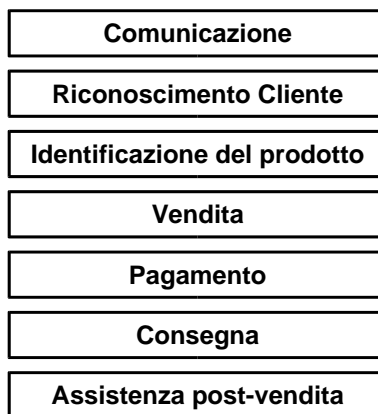 Comunicazione
Riconoscimento Cliente
Identificazione del prodotto
Vendita
Pagamento
Consegna
Assistenza post-vendita